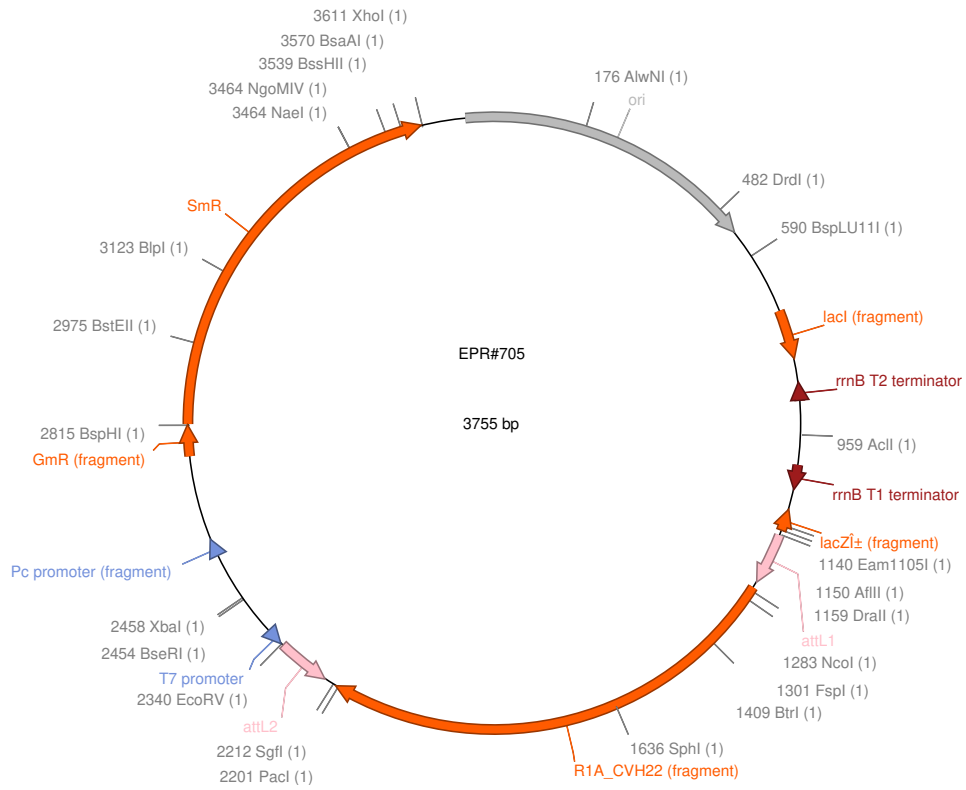 3611 XhoI (1)
3570 BsaAI (1)
3539 BssHII (1)
3464 NgoMIV (1)
3464 NaeI (1)
176 AlwNI (1)
ori
482 DrdI (1)
590 BspLU11I (1)
SmR
3123 BlpI (1)
2975 BstEII (1)
lacI (fragment)
EPR#705
rrnB T2 terminator
3755 bp
2815 BspHI (1)
959 AclI (1)
GmR (fragment)
rrnB T1 terminator
lacZÎ± (fragment)
Pc promoter (fragment)
1140 Eam1105I (1)
1150 AflII (1)
1159 DraII (1)
2458 XbaI (1)
attL1
2454 BseRI (1)
1283 NcoI (1)
T7 promoter
1301 FspI (1)
2340 EcoRV (1)
1409 BtrI (1)
attL2
2212 SgfI (1)
1636 SphI (1)
R1A_CVH22 (fragment)
2201 PacI (1)